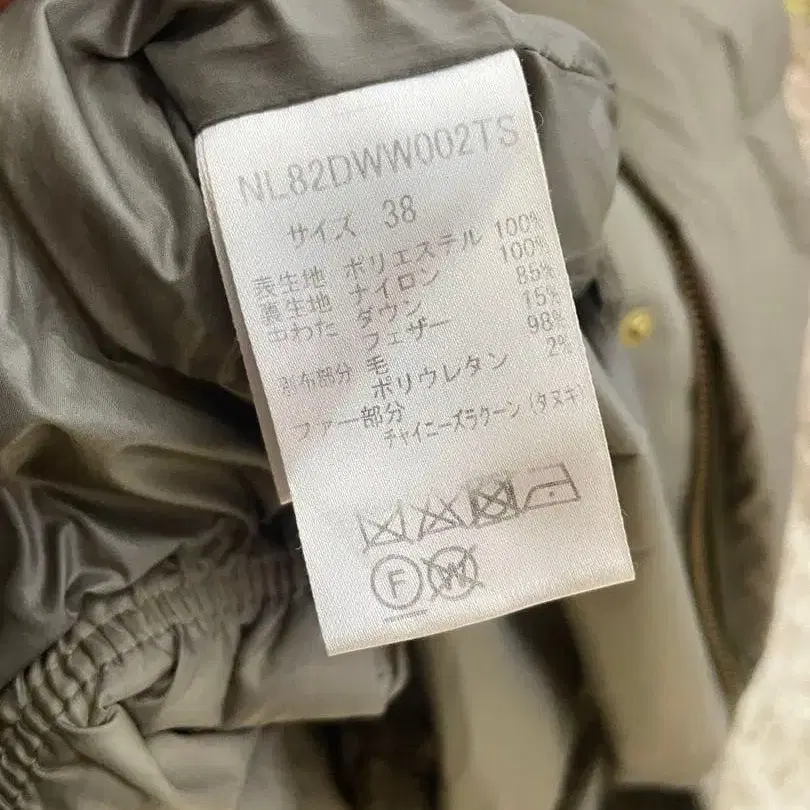 NL82DWW002TS
サイズ 38
表生地 ポリエステル 100%
裏生地 ナイロン 100%
中わた ダウン 85%
フェザー 15%
別布部分 毛 98%
ポリウレタン 2%
ファー部分
チャイニーズラクーン(タヌキ)
F W